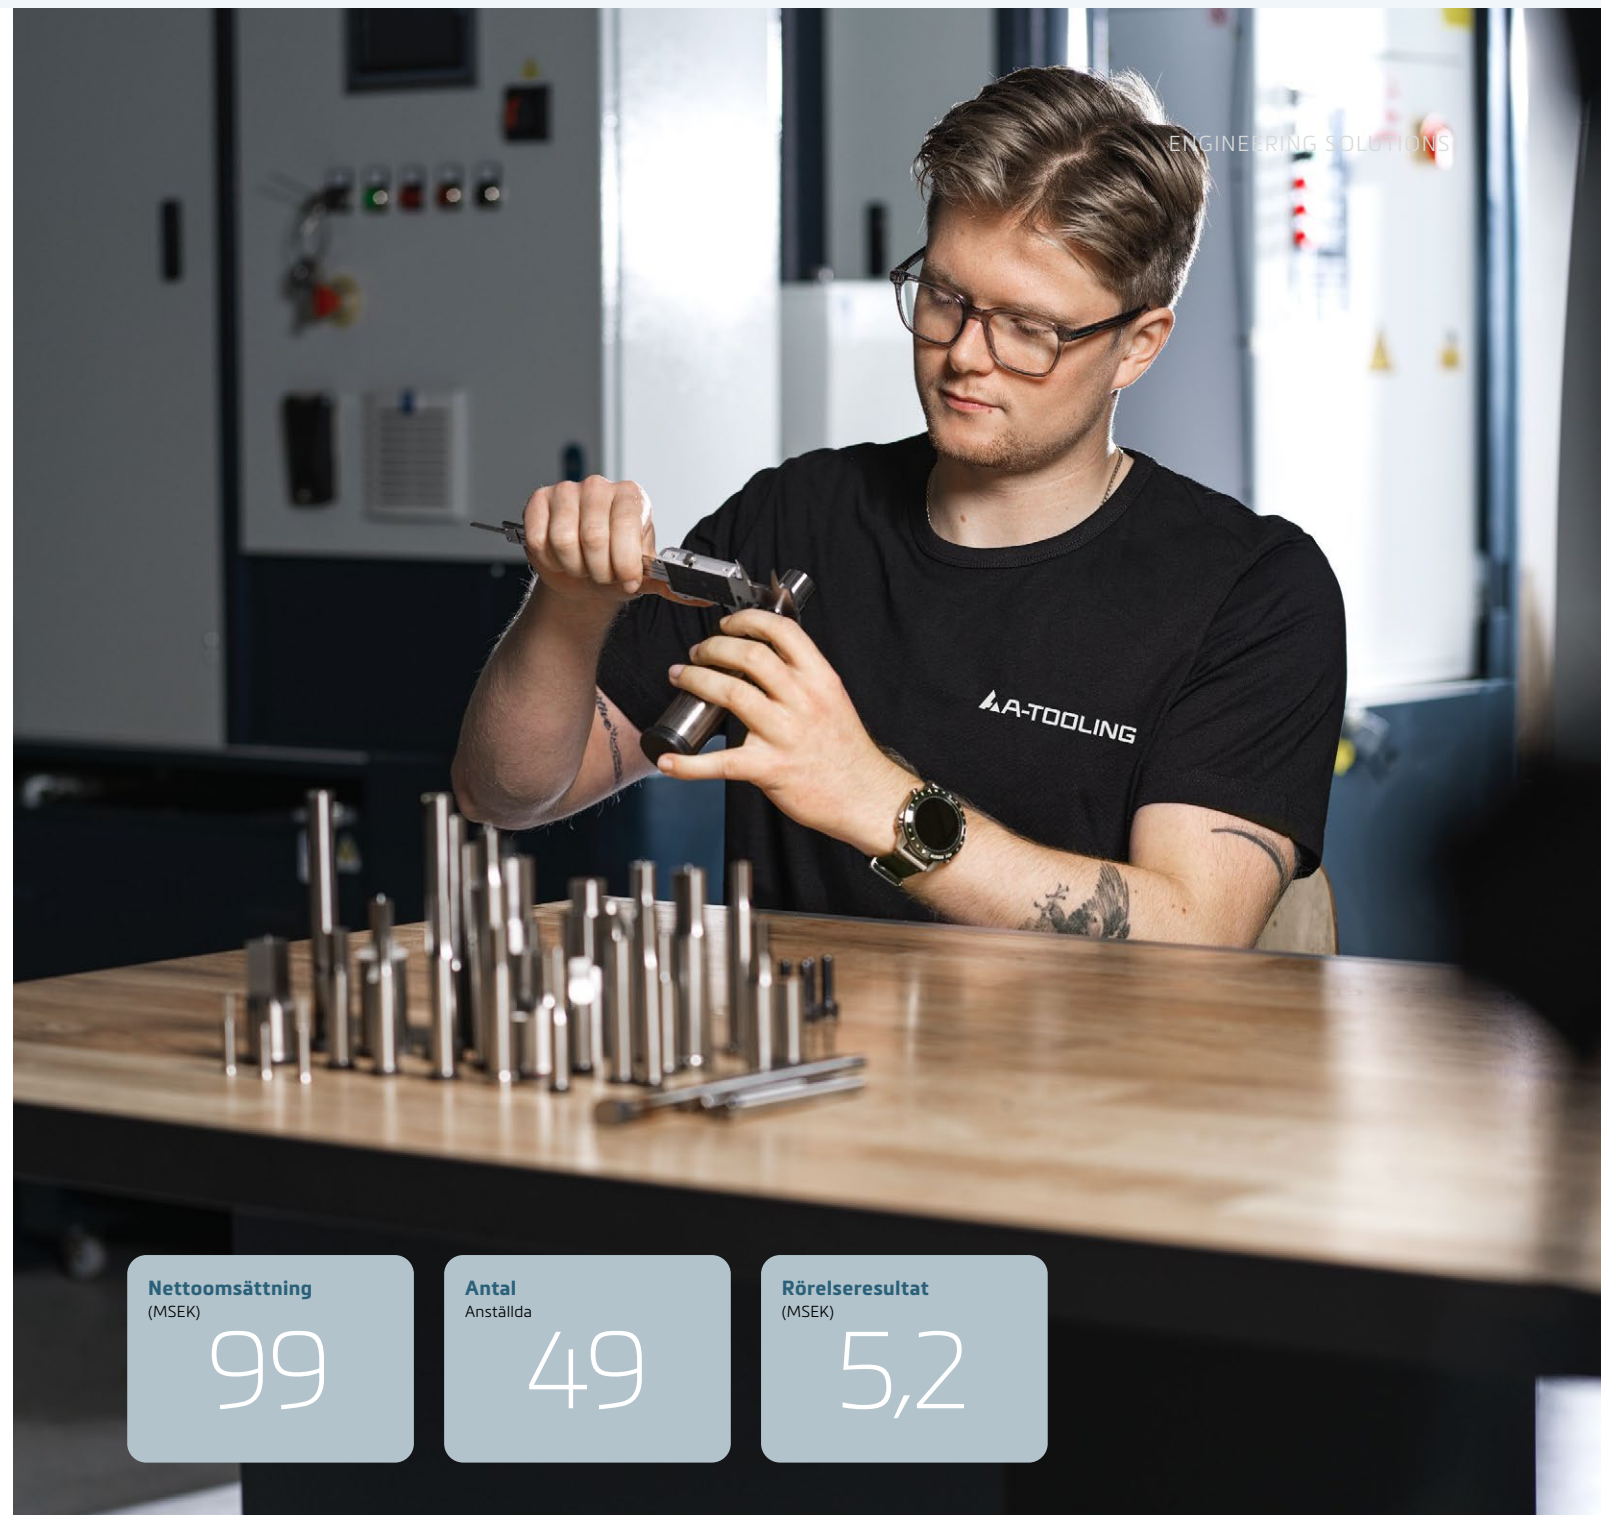 ENGINEERING SOLUTIONS
A-TOOLING
Nettoomsättning
(MSEK)
99
Antal
Anställda
49
Rörelseresultat
(MSEK)
5,2